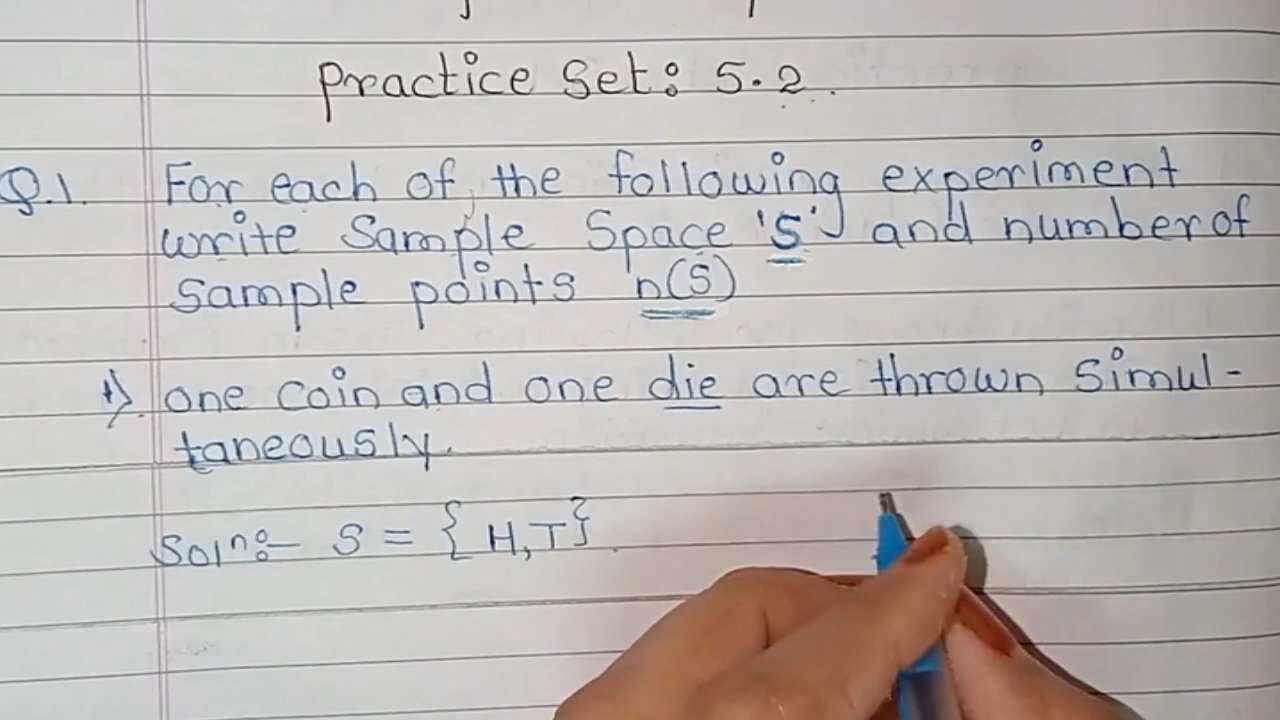 Practice Set: 5.2.
Q.1. For each of the following experiment
write Sample Space 'S' and number of
Sample points n(S)
1). one coin and one die are thrown Simul-
taneously.
Soln:- S = {H,T}